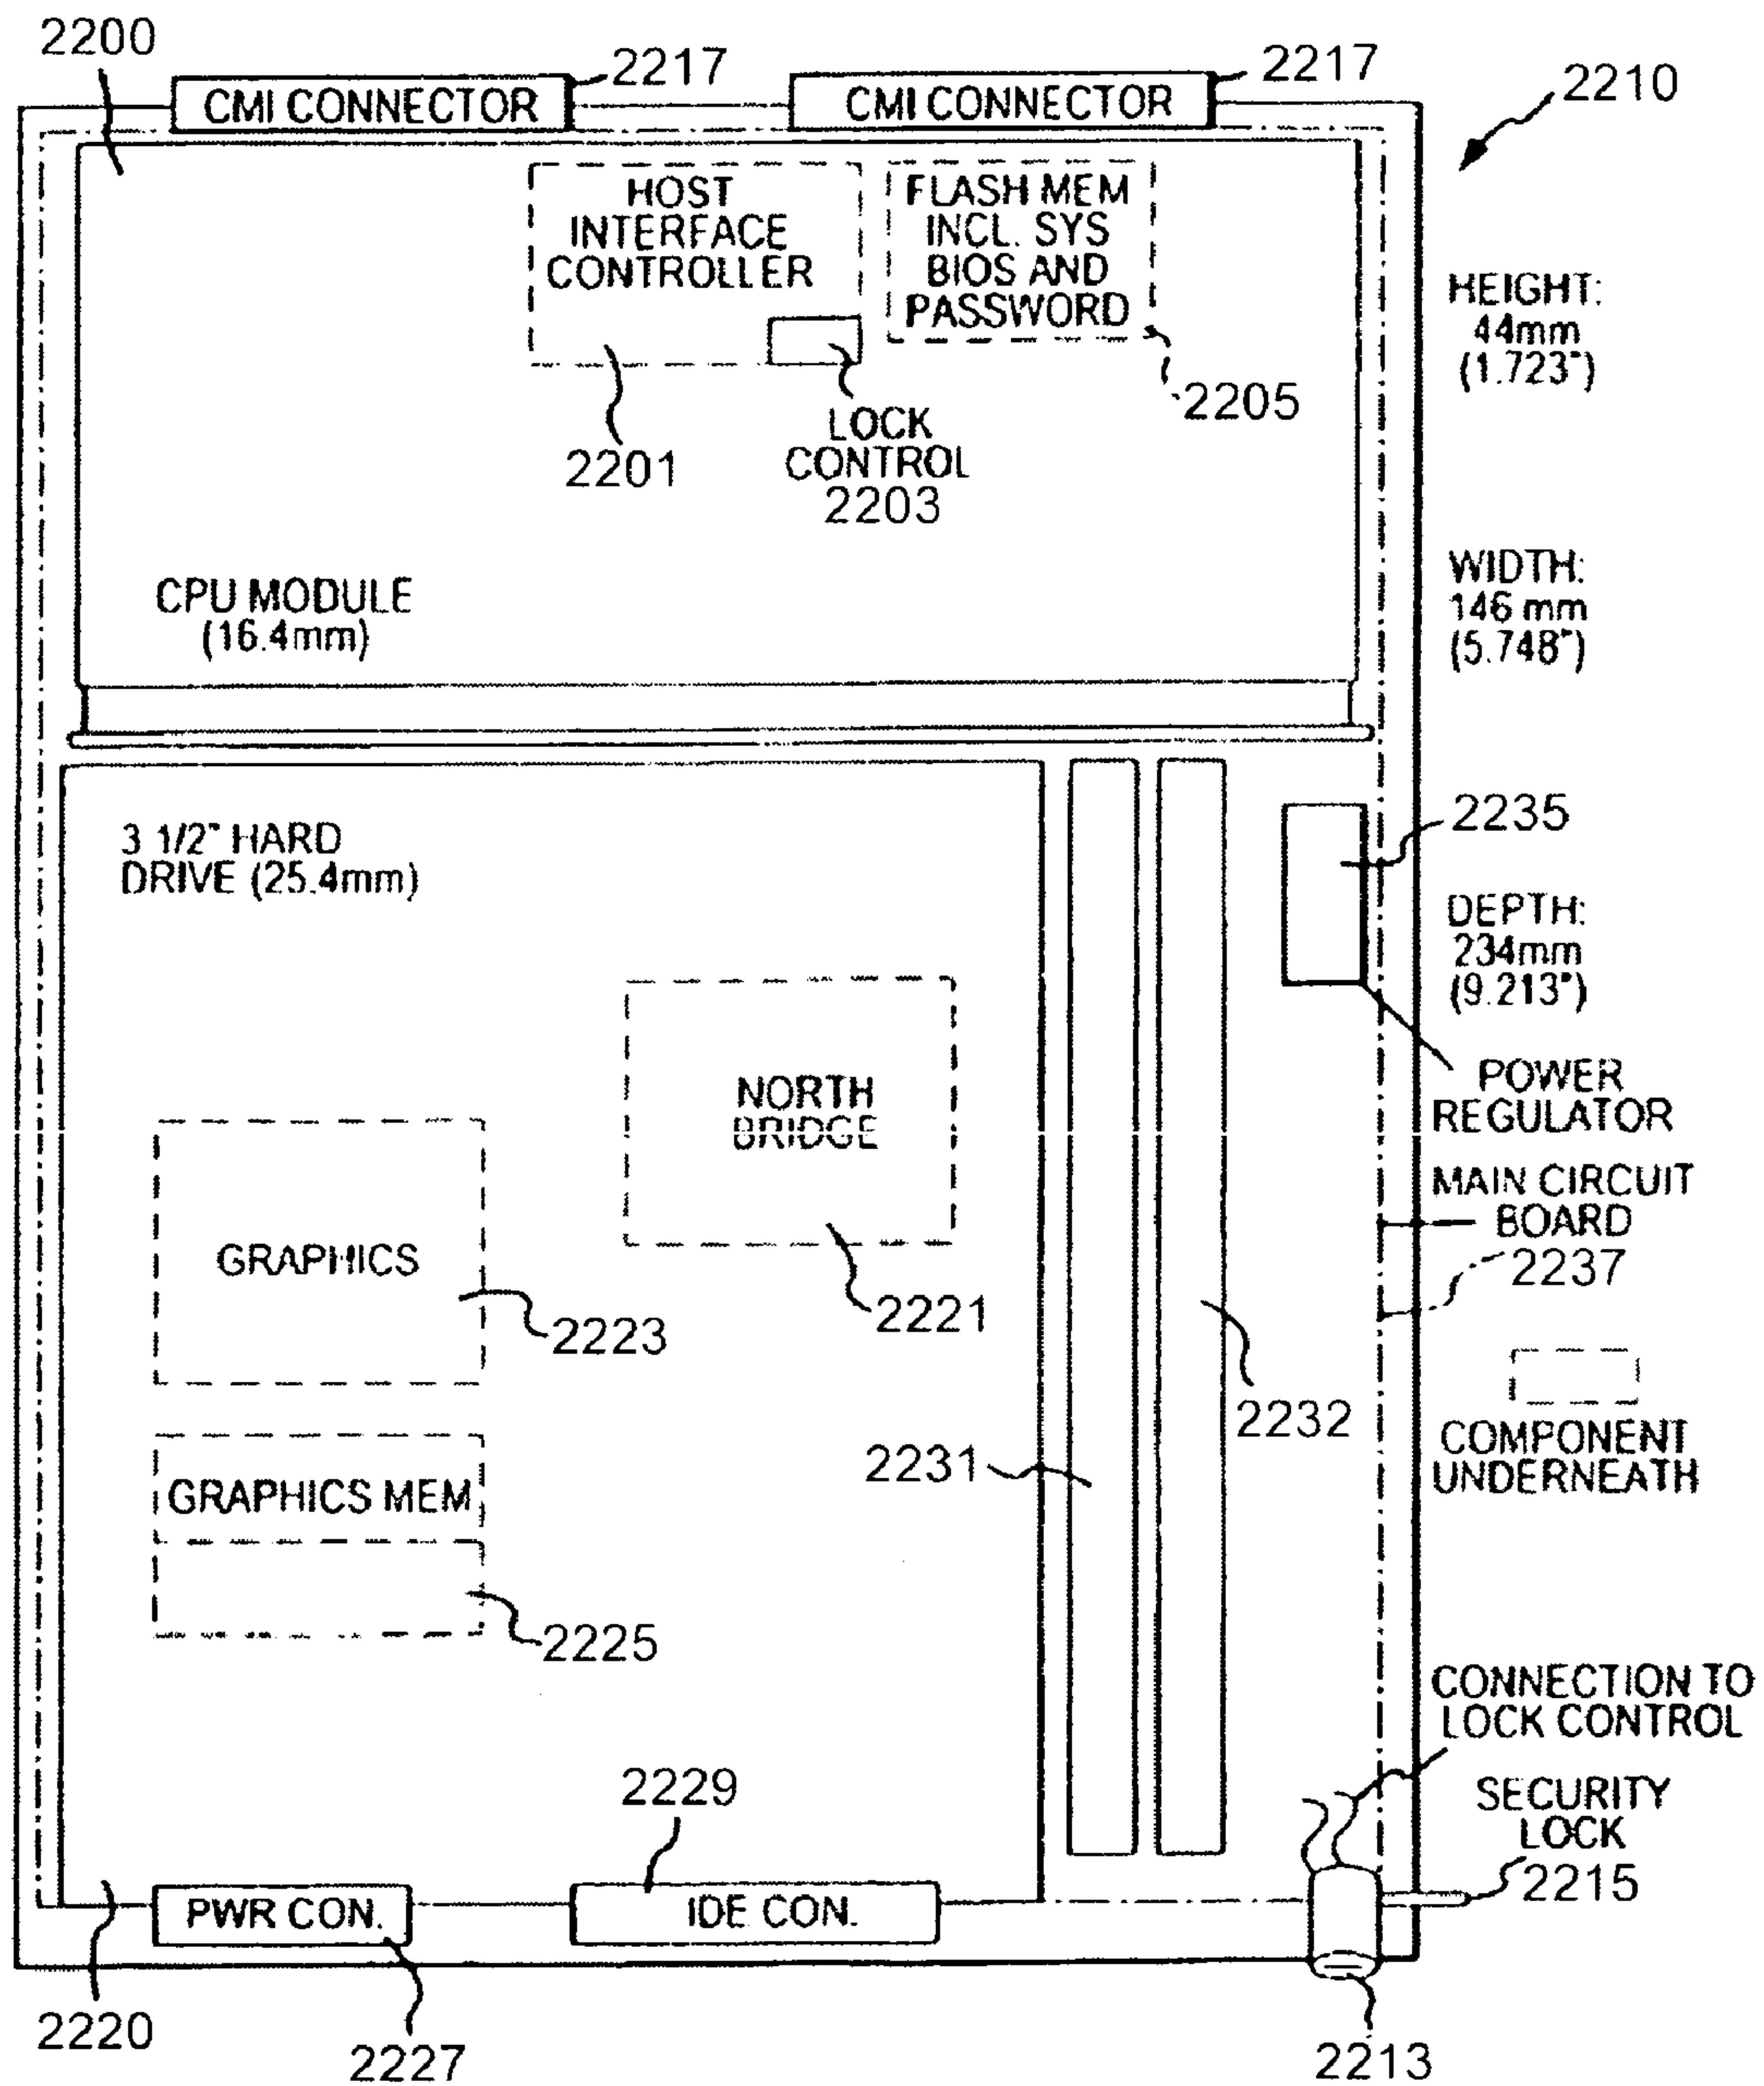 2200
CMI CONNECTOR
2217
CMI CONNECTOR
2217
2210
HOST
INTERFACE
CONTROLLER
FLASH MEM
INCL. SYS
BIOS AND
PASSWORD
2201
LOCK
CONTROL
2203
2205
CPU MODULE
(16.4mm)
HEIGHT:
44mm
(1.723")
WIDTH:
146 mm
(5.748")
3 1/2" HARD
DRIVE (25.4mm)
2235
DEPTH:
234mm
(9.213")
POWER
REGULATOR
NORTH
BRIDGE
2221
GRAPHICS
2223
MAIN CIRCUIT
BOARD
2237
2232
2231
COMPONENT
UNDERNEATH
GRAPHICS MEM
2225
CONNECTION TO
LOCK CONTROL
SECURITY
LOCK
2215
2229
PWR CON.
IDE CON.
2220
2227
2213